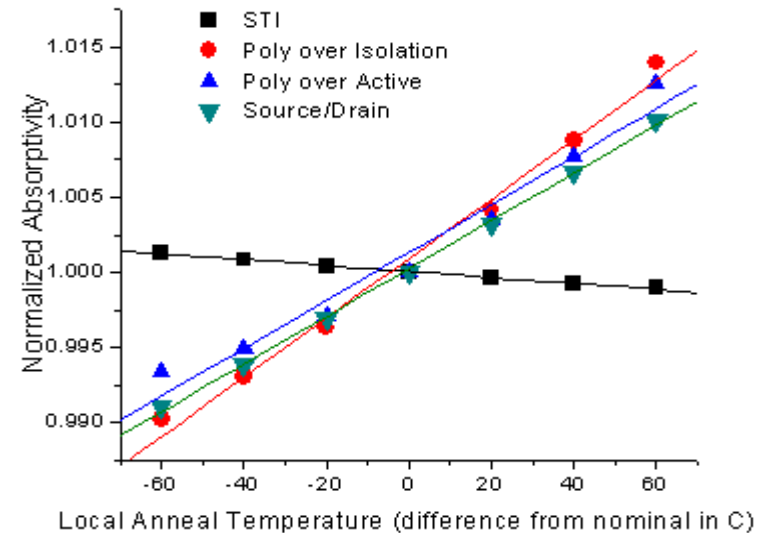 STI
Poly over Isolation
Poly over Active
Source/Drain
Normalized Absorptivity
1.015
1.010
1.005
1.000
0.995
0.990
-60 -40 -20 0 20 40 60
Local Anneal Temperature (difference from nominal in C)